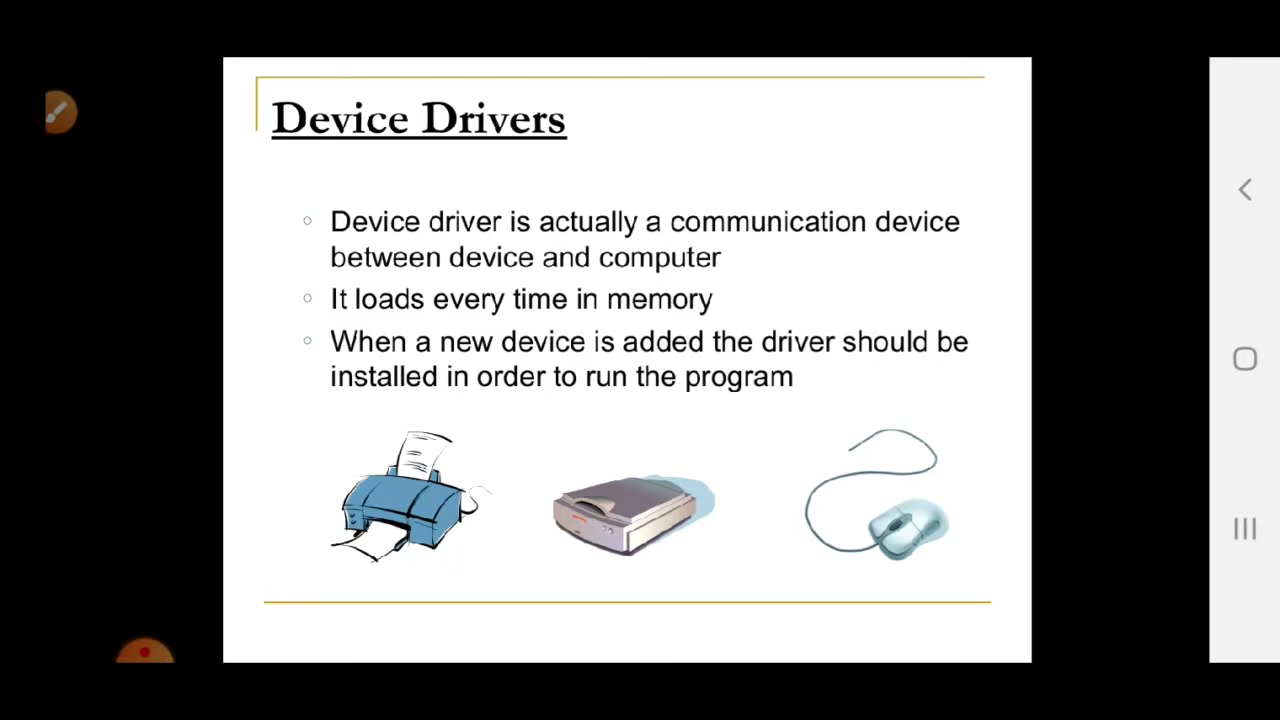 Device Drivers
Device driver is actually a communication device
between device and computer
It loads every time in memory
When a new device is added the driver should be
installed in order to run the program